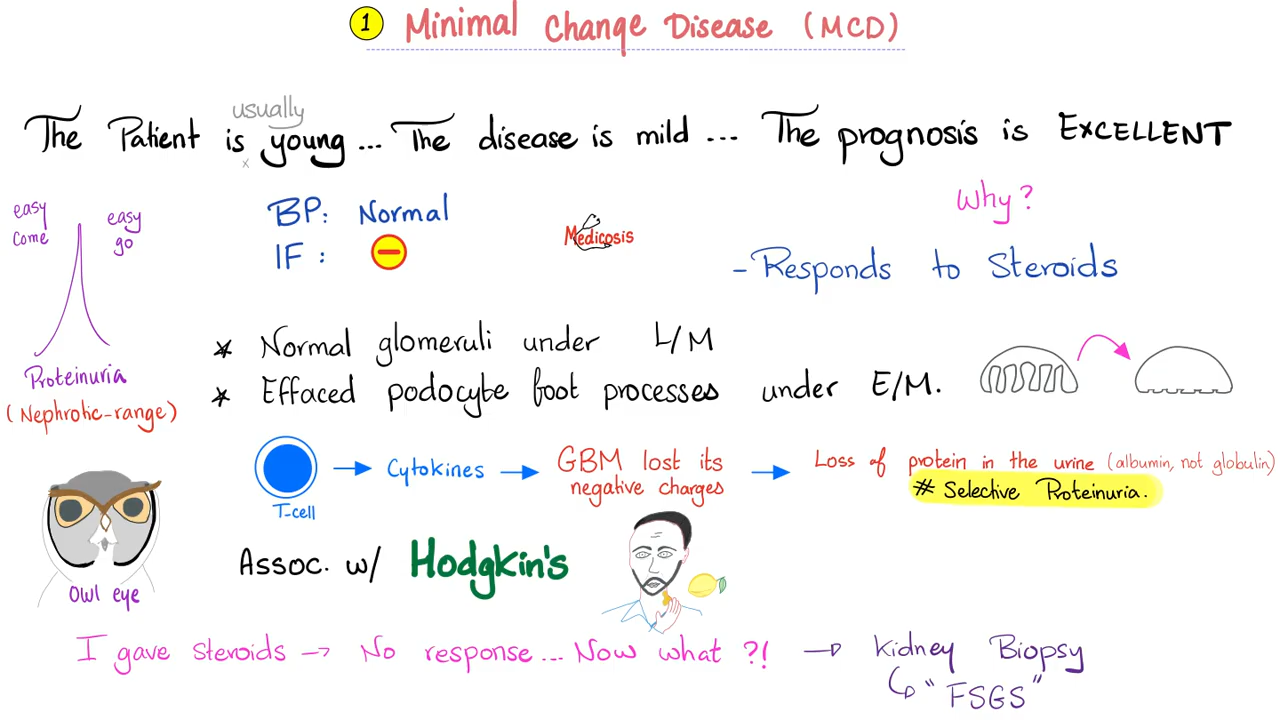 1 Minimal Change Disease (MCD)
usually
The Patient is young... The disease is mild... The prognosis is EXCELLENT
x
easy come
easy go
BP: Normal
IF: −
Medicosis
Why?
- Responds to Steroids
Proteinuria
(Nephrotic-range)
* Normal glomeruli under L/M
* Effaced podocyte foot processes under E/M.
T-cell
Cytokines
GBM lost its
negative charges
Loss of protein in the urine (albumin, not globulin)
# Selective Proteinuria.
Owl eye
Assoc. w/ Hodgkin's
I gave steroids → No response... Now what ?! → Kidney Biopsy
↳ "FSGS"